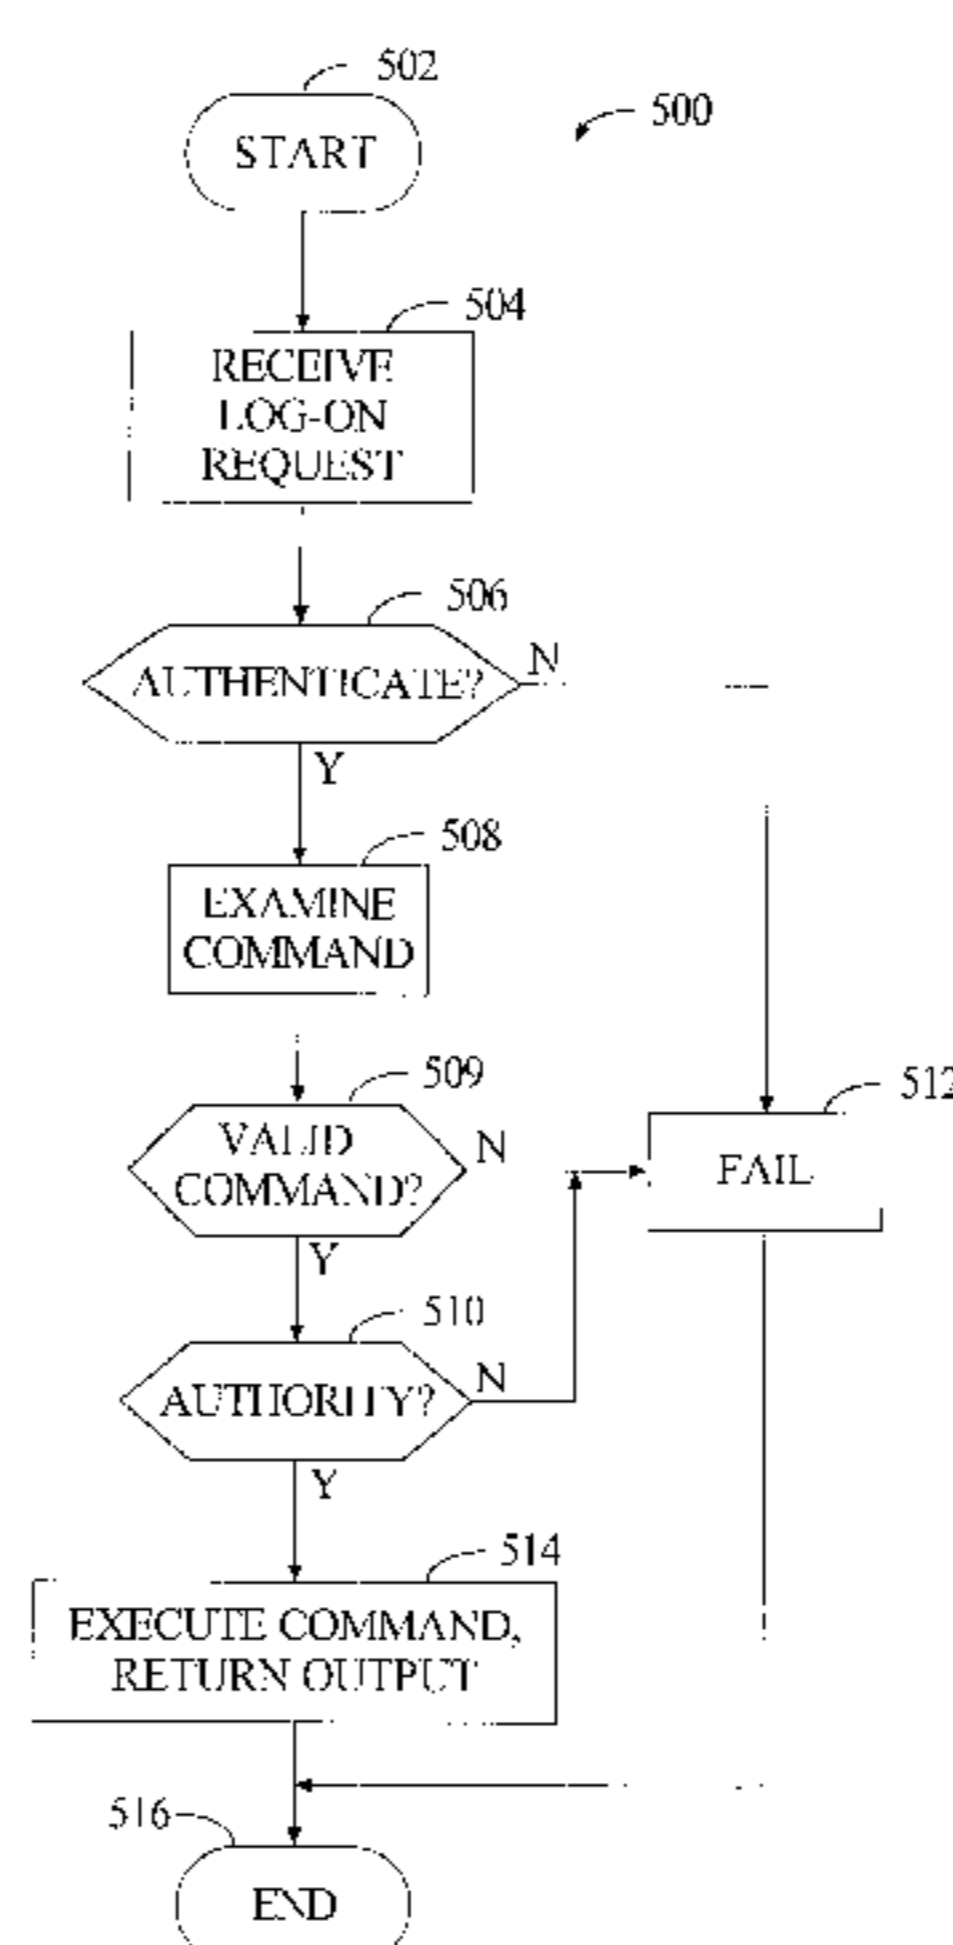 502
500
START
504
RECEIVE
LOG-ON
REQUEST
506
AUTHENTICATE?
N
Y
508
EXAMINE
COMMAND
509
VALID
COMMAND?
N
Y
512
FAIL
510
AUTHORITY?
N
Y
514
EXECUTE COMMAND,
RETURN OUTPUT
516
END